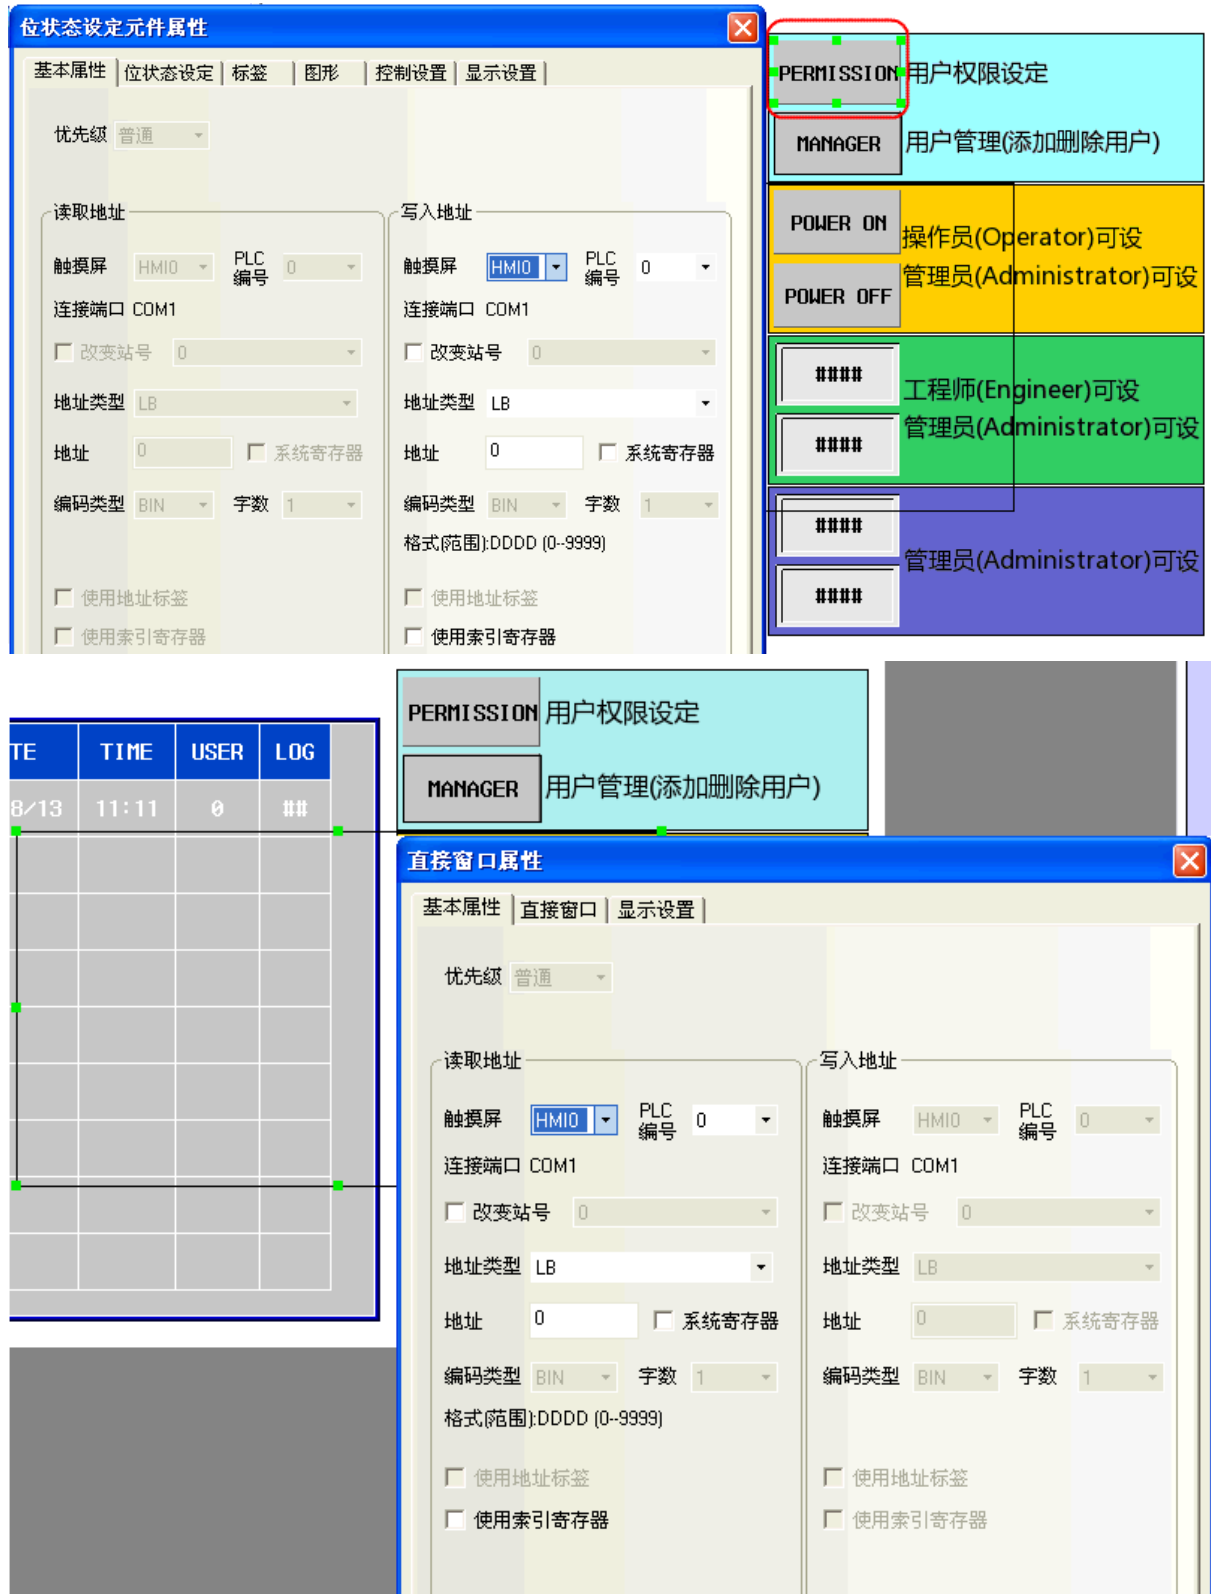 位状态设定元件属性
基本属性 位状态设定 标签 图形 控制设置 显示设置
优先级 普通
读取地址
触摸屏 HMI0 PLC编号 0
连接端口 COM1
改变站号 0
地址类型 LB
地址 0 系统寄存器
编码类型 BIN 字数 1
使用地址标签
使用索引寄存器
写入地址
触摸屏 HMI0 PLC编号 0
连接端口 COM1
改变站号 0
地址类型 LB
地址 0 系统寄存器
编码类型 BIN 字数 1
格式(范围):DDDD (0--9999)
使用地址标签
使用索引寄存器
PERMISSION 用户权限设定
MANAGER 用户管理(添加删除用户)
POWER ON
POWER OFF
操作员(Operator)可设
管理员(Administrator)可设
####
####
工程师(Engineer)可设
管理员(Administrator)可设
####
####
管理员(Administrator)可设
TE TIME USER LOG
8/13 11:11 0 ##
PERMISSION 用户权限设定
MANAGER 用户管理(添加删除用户)
直接窗口属性
基本属性 直接窗口 显示设置
优先级 普通
读取地址
触摸屏 HMI0 PLC编号 0
连接端口 COM1
改变站号 0
地址类型 LB
地址 0 系统寄存器
编码类型 BIN 字数 1
格式(范围):DDDD (0--9999)
使用地址标签
使用索引寄存器
写入地址
触摸屏 HMI0 PLC编号 0
连接端口 COM1
改变站号 0
地址类型 LB
地址 0 系统寄存器
编码类型 BIN 字数 1
使用地址标签
使用索引寄存器